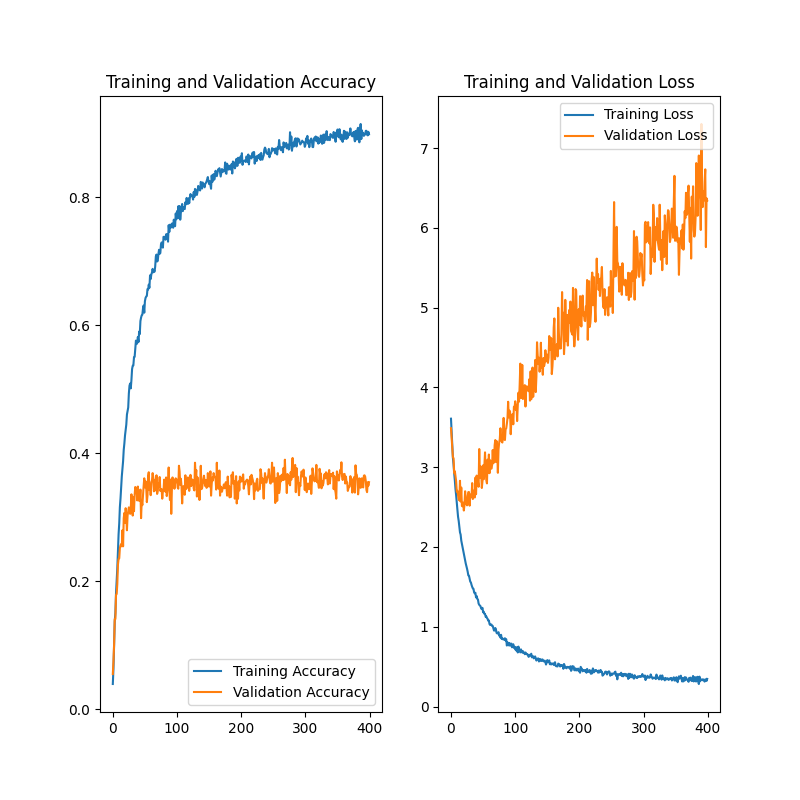 Training and Validation Accuracy
0.8
0.6
0.4
0.2
0.0
0 100 200 300 400
Training Accuracy
Validation Accuracy
Training and Validation Loss
7
6
5
4
3
2
1
0
0 100 200 300 400
Training Loss
Validation Loss